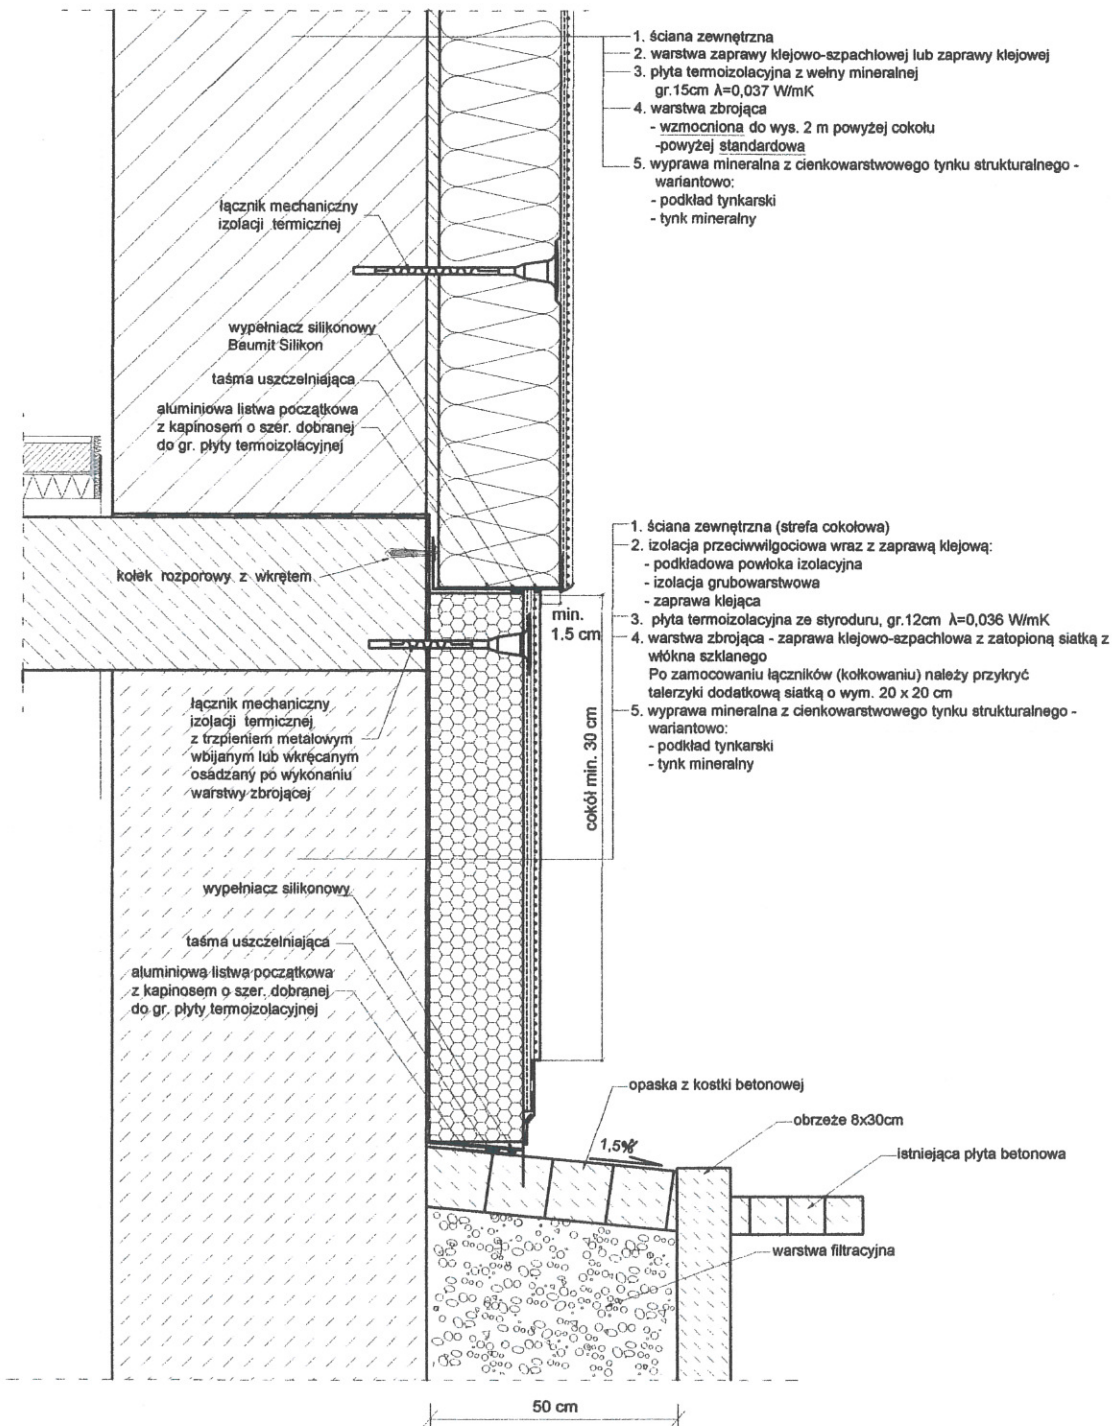 1. ściana zewnętrzna
2. warstwa zaprawy klejowo-szpachlowej lub zaprawy klejowej
3. płyta termoizolacyjna z wełny mineralnej
gr.15cm λ=0,037 W/mK
4. warstwa zbrojąca
- wzmocniona do wys. 2 m powyżej cokołu
-powyżej standardowa
5. wyprawa mineralna z cienkowarstwowego tynku strukturalnego -
wariantowo:
- podkład tynkarski
- tynk mineralny
łącznik mechaniczny
izolacji termicznej
wypełniacz silikonowy
Baumit Silikon
taśma uszczelniająca
aluminiowa listwa początkowa
z kapinosem o szer. dobranej
do gr. płyty termoizolacyjnej
kołek rozporowy z wkrętem
min.
1.5 cm
1. ściana zewnętrzna (strefa cokołowa)
2. izolacja przeciwwilgociowa wraz z zaprawą klejową:
- podkładowa powłoka izolacyjna
- izolacja grubowarstwowa
- zaprawa klejąca
3. płyta termoizolacyjna ze styroduru, gr.12cm λ=0,036 W/mK
4. warstwa zbrojąca - zaprawa klejowo-szpachlowa z zatopioną siatką z
włókna szklanego
Po zamocowaniu łączników (kołkowaniu) należy przykryć
talerzyki dodatkową siatką o wym. 20 x 20 cm
5. wyprawa mineralna z cienkowarstwowego tynku strukturalnego -
wariantowo:
- podkład tynkarski
- tynk mineralny
łącznik mechaniczny
izolacji termicznej
z trzpieniem metalowym
wbijanym lub wkręcanym
osadzany po wykonaniu
warstwy zbrojącej
cokół min. 30 cm
wypełniacz silikonowy
taśma uszczelniająca
aluminiowa listwa początkowa
z kapinosem o szer. dobranej
do gr. płyty termoizolacyjnej
opaska z kostki betonowej
obrzeże 8x30cm
1,5%
istniejąca płyta betonowa
warstwa filtracyjna
50 cm